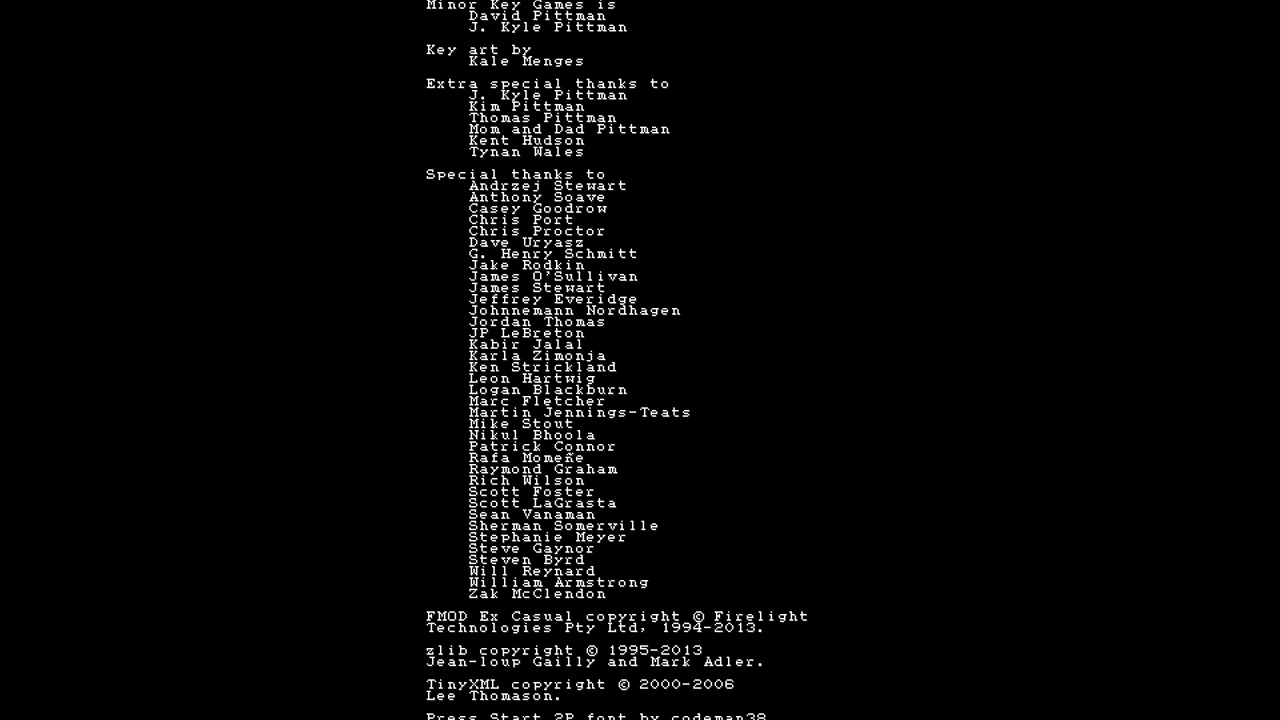 Minor Key Games is
David Pittman
J. Kyle Pittman
Key art by
Kale Menges
Extra special thanks to
J. Kyle Pittman
Kim Pittman
Thomas Pittman
Mom and Dad Pittman
Kent Hudson
Tynan Wales
Special thanks to
Andrzej Stewart
Anthony Soave
Casey Goodrow
Chris Port
Chris Proctor
Dave Uryasz
G. Henry Schmitt
Jake Rodkin
James O'Sullivan
James Stewart
Jeffrey Everidge
Johnnemann Nordhagen
Jordan Thomas
JP LeBreton
Kabir Jalal
Karla Zimonja
Ken Strickland
Leon Hartwig
Logan Blackburn
Marc Fletcher
Martin Jennings-Teats
Mike Stout
Nikul Bhoola
Patrick Connor
Rafa Momeñe
Raymond Graham
Rich Wilson
Scott Foster
Scott LaGrasta
Sean Vanaman
Sherman Somerville
Stephanie Meyer
Steve Gaynor
Steven Byrd
Will Reynard
William Armstrong
Zak McClendon
FMOD Ex Casual copyright © Firelight
Technologies Pty Ltd, 1994-2013.
zlib copyright © 1995-2013
Jean-loup Gailly and Mark Adler.
TinyXML copyright © 2000-2006
Lee Thomason.
Press Start 2P font by codeman38